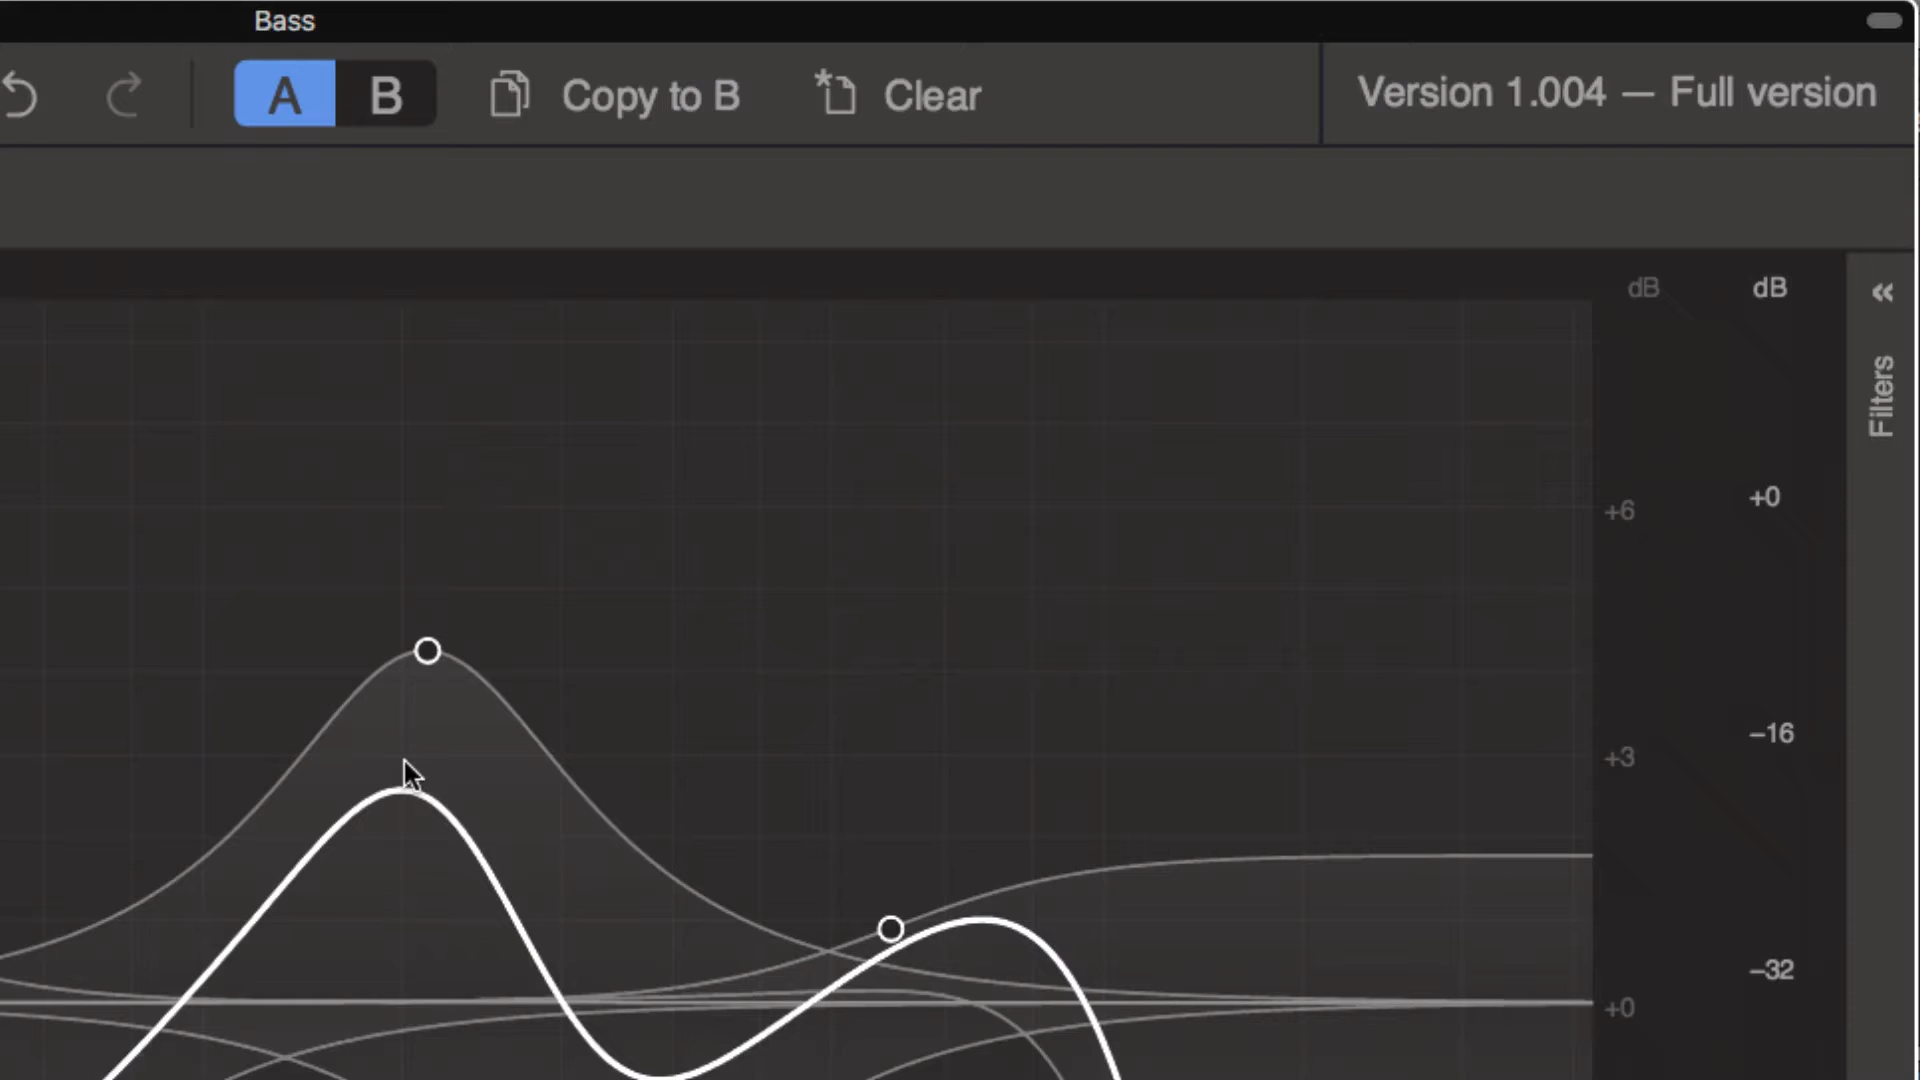 Bass
A B Copy to B Clear Version 1.004 — Full version
dB dB «
Filters
+6 +0
+3 −16
+0 −32